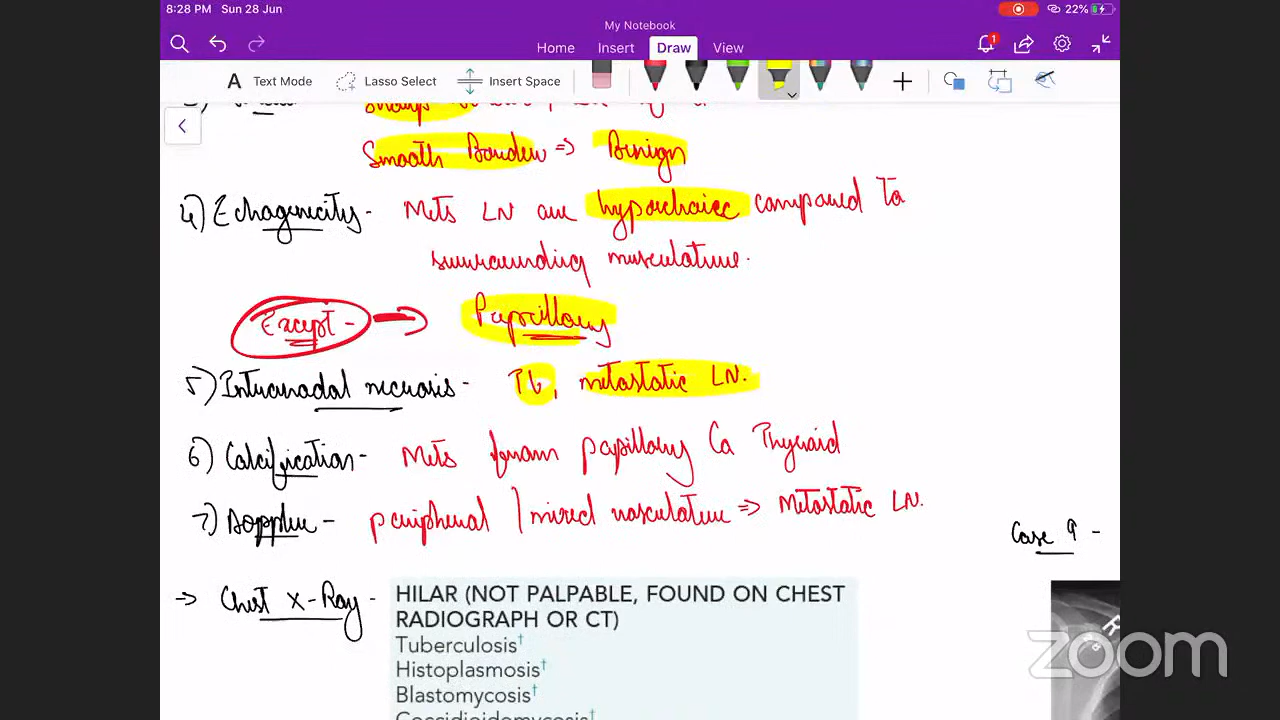 8:28 PM Sun 28 Jun
22%
My Notebook
Home Insert Draw View
1
Text Mode Lasso Select Insert Space
Smooth Border => Benign
4) Echogenicity - Mets LN are hypoechoic compared to
surrounding musculature.
Except - → Papillary
5) Intranodal necrosis - Tb, metastatic LN.
6) Calcification - Mets from papillary Ca Thyroid
7) Doppler - peripheral / mixed vasculature => Metastatic LN.
Case 9 -
→ Chest X-Ray -
HILAR (NOT PALPABLE, FOUND ON CHEST
RADIOGRAPH OR CT)
Tuberculosis†
Histoplasmosis†
Blastomycosis†
Coccidioidomycosis†
R
zoom